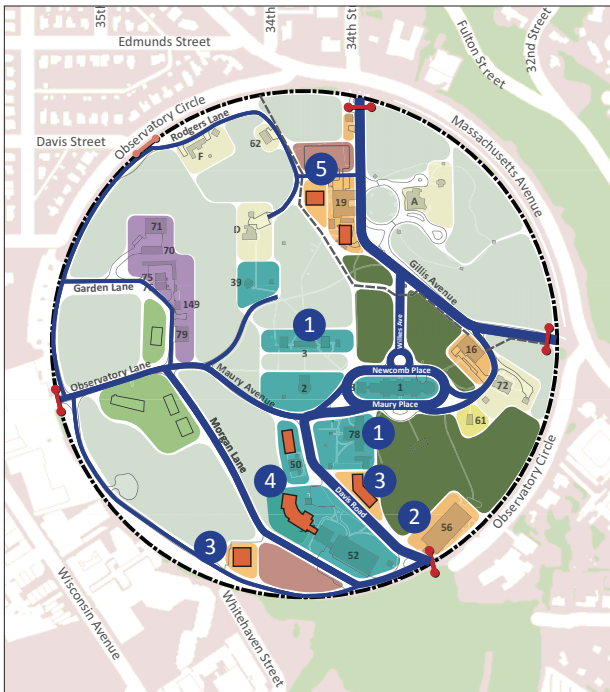 35th
34th
34th St
Edmunds Street
Fulton Street
32nd Street
Observatory Circle
Rodgers Lane
Massachusetts Avenue
Davis Street
F
62
5
19
A
D
71
70
Gillis Avenue
39
75
Garden Lane
149
1
Wilkes Ave
79
3
16
Observatory Lane
Maury Avenue
Newcomb Place
2
1
72
Maury Place
61
Morgan Lane
78
1
50
4
3
Davis Road
2
56
Observatory Circle
3
52
Wisconsin Avenue
Whitehaven Street